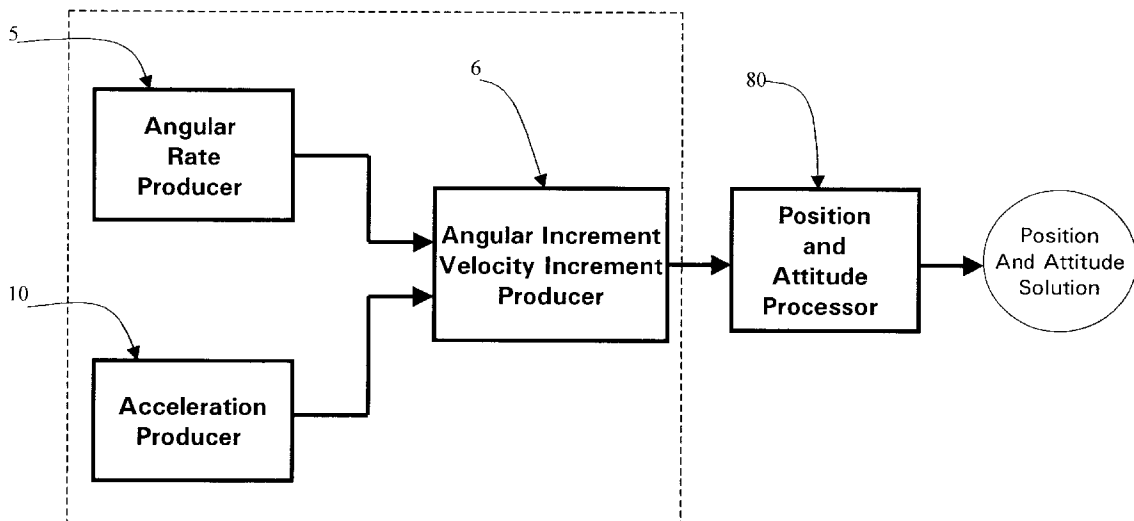 5
Angular
Rate
Producer
6
Angular Increment
Velocity Increment
Producer
80
Position
and
Attitude
Processor
Position
And Attitude
Solution
10
Acceleration
Producer